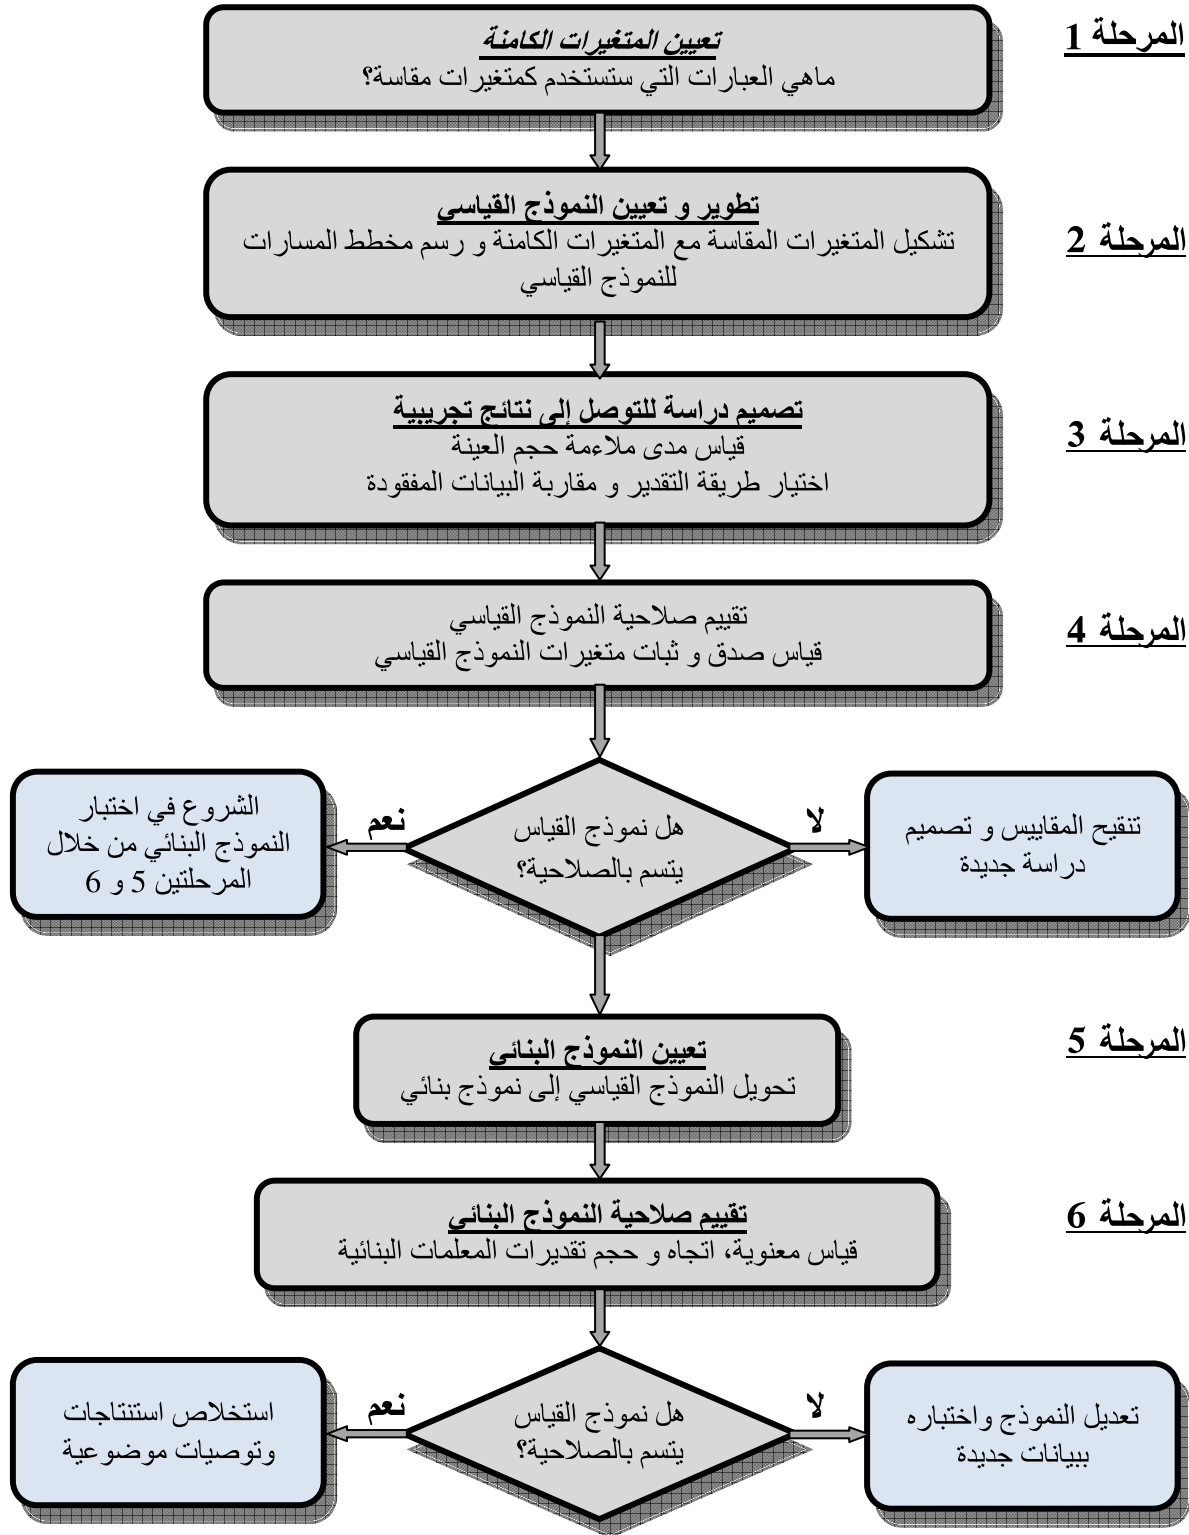 المرحلة 1
تعيين المتغيرات الكامنة
ماهي العبارات التي ستستخدم كمتغيرات مقاسة؟
المرحلة 2
تطوير و تعيين النموذج القياسي
تشكيل المتغيرات المقاسة مع المتغيرات الكامنة و رسم مخطط المسارات
للنموذج القياسي
المرحلة 3
تصميم دراسة للتوصل إلى نتائج تجريبية
قياس مدى ملاءمة حجم العينة
اختيار طريقة التقدير و مقاربة البيانات المفقودة
المرحلة 4
تقييم صلاحية النموذج القياسي
قياس صدق و ثبات متغيرات النموذج القياسي
هل نموذج القياس
يتسم بالصلاحية؟
لا
تنقيح المقاييس و تصميم
دراسة جديدة
نعم
الشروع في اختبار
النموذج البنائي من خلال
المرحلتين 5 و 6
المرحلة 5
تعيين النموذج البنائي
تحويل النموذج القياسي إلى نموذج بنائي
المرحلة 6
تقييم صلاحية النموذج البنائي
قياس معنوية، اتجاه و حجم تقديرات المعلمات البنائية
هل نموذج القياس
يتسم بالصلاحية؟
لا
تعديل النموذج واختباره
ببيانات جديدة
نعم
استخلاص استنتاجات
وتوصيات موضوعية